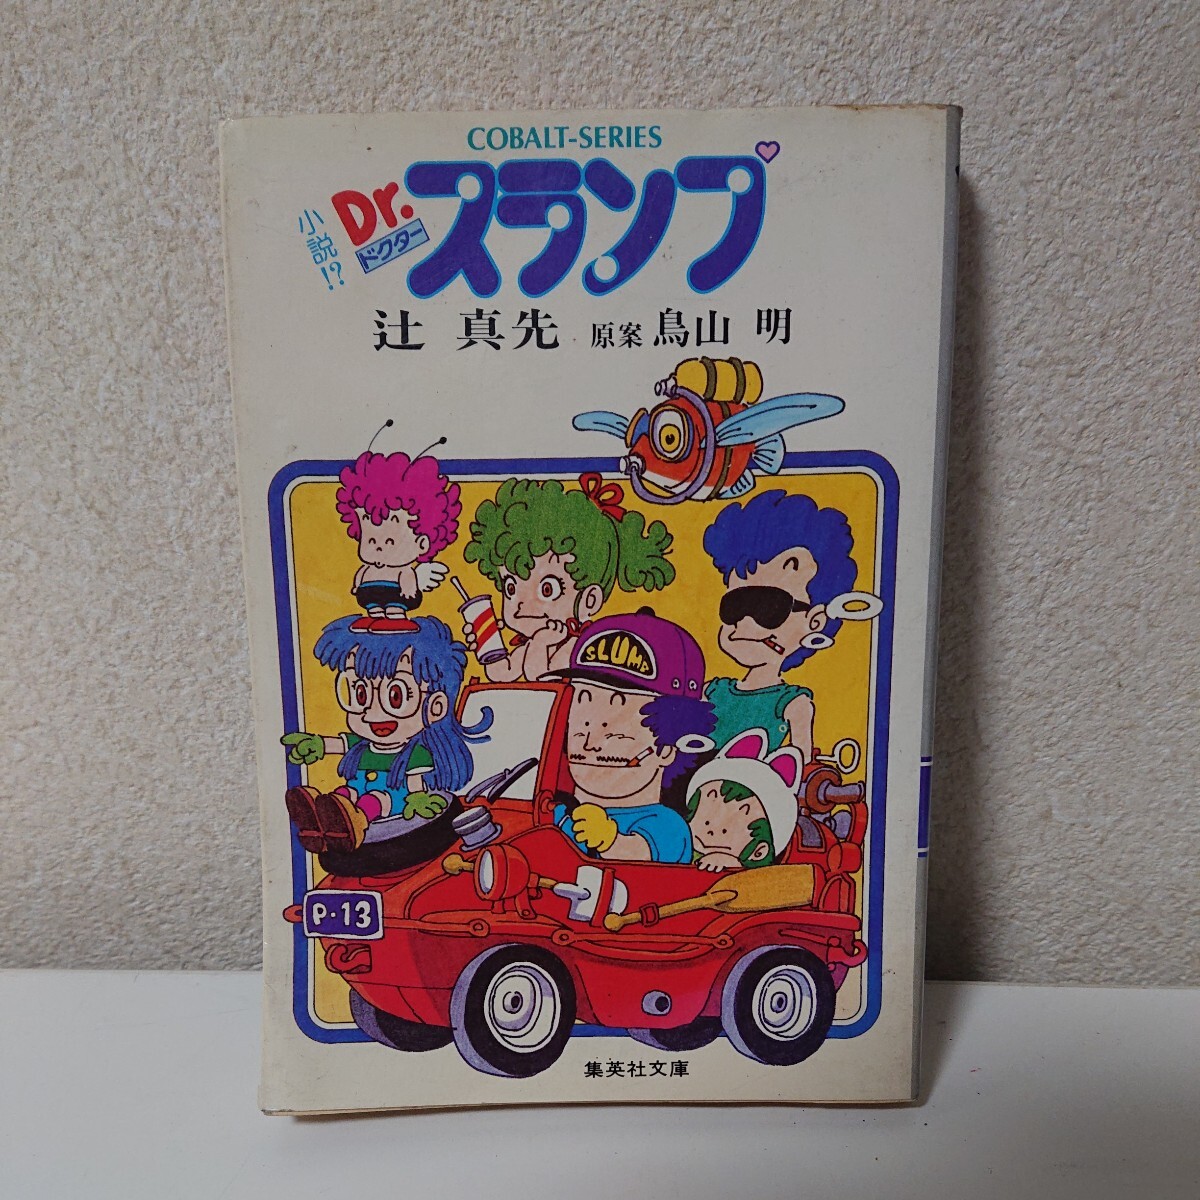 COBALT-SERIES
小説!?
Dr.スランプ
ドクター
辻 真先 原案 鳥山 明
SLUMP
P・13
集英社文庫